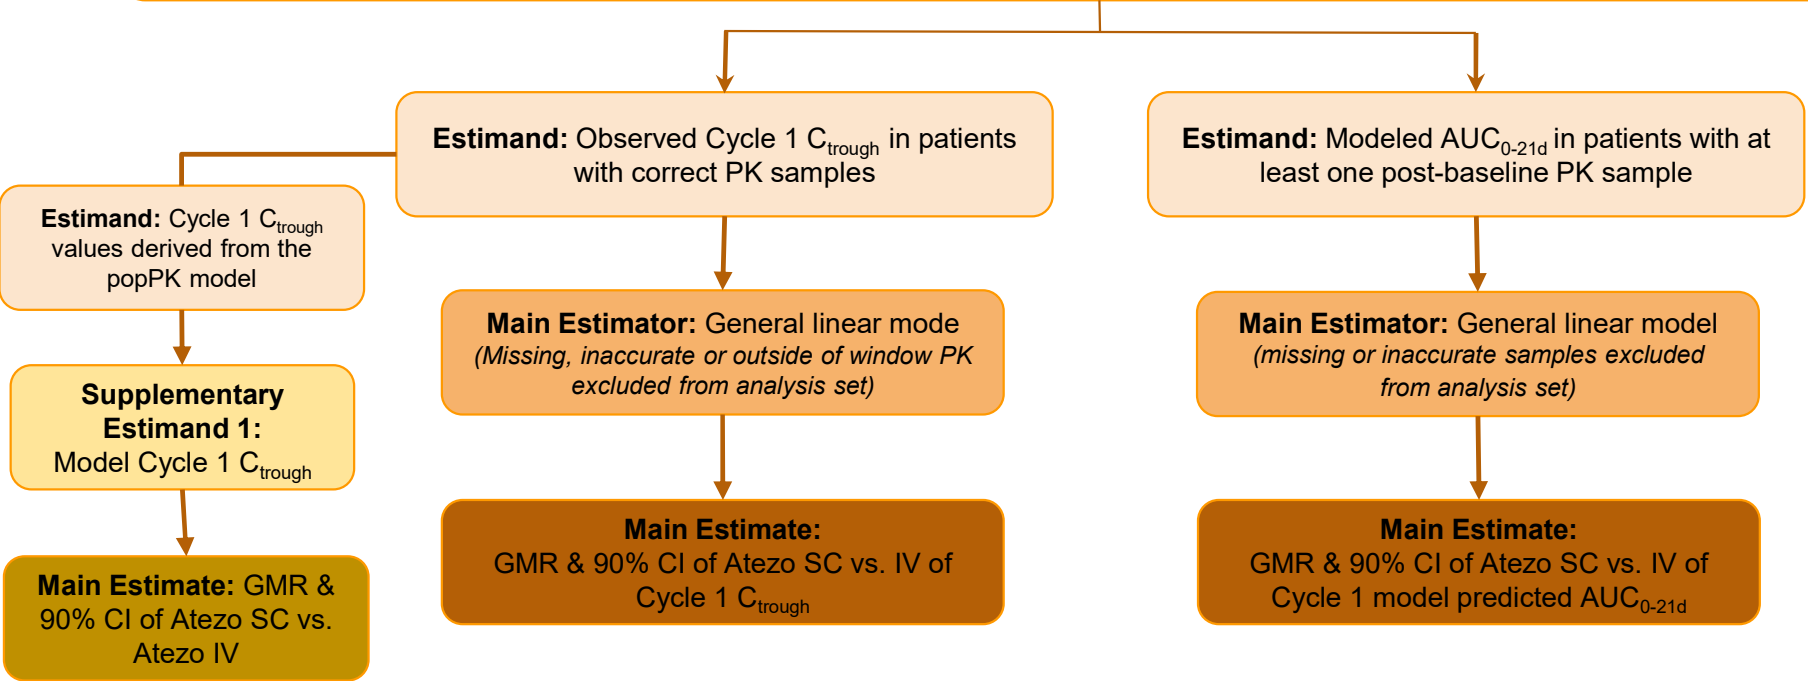 Estimand: Observed Cycle 1 Ctrough in patients
with correct PK samples
Estimand: Modeled AUC0-21d in patients with at
least one post-baseline PK sample
Estimand: Cycle 1 Ctrough
values derived from the
popPK model
Main Estimator: General linear mode
(Missing, inaccurate or outside of window PK
excluded from analysis set)
Main Estimator: General linear model
(missing or inaccurate samples excluded
from analysis set)
Supplementary
Estimand 1:
Model Cycle 1 Ctrough
Main Estimate:
GMR & 90% CI of Atezo SC vs. IV of
Cycle 1 Ctrough
Main Estimate:
GMR & 90% CI of Atezo SC vs. IV of
Cycle 1 model predicted AUC0-21d
Main Estimate: GMR &
90% CI of Atezo SC vs.
Atezo IV